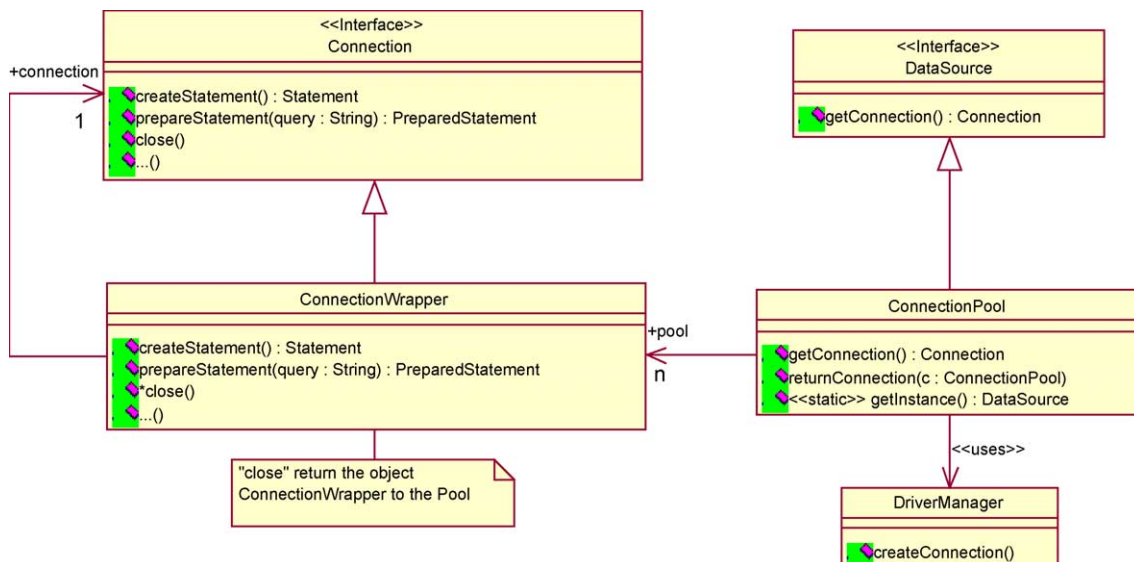 <<Interface>>
Connection
+connection
1
createStatement() : Statement
prepareStatement(query : String) : PreparedStatement
close()
...()
<<Interface>>
DataSource
getConnection() : Connection
ConnectionWrapper
createStatement() : Statement
prepareStatement(query : String) : PreparedStatement
*close()
...()
+pool
n
ConnectionPool
getConnection() : Connection
returnConnection(c : ConnectionPool)
<<static>> getInstance() : DataSource
"close" return the object
ConnectionWrapper to the Pool
<<uses>>
DriverManager
createConnection()